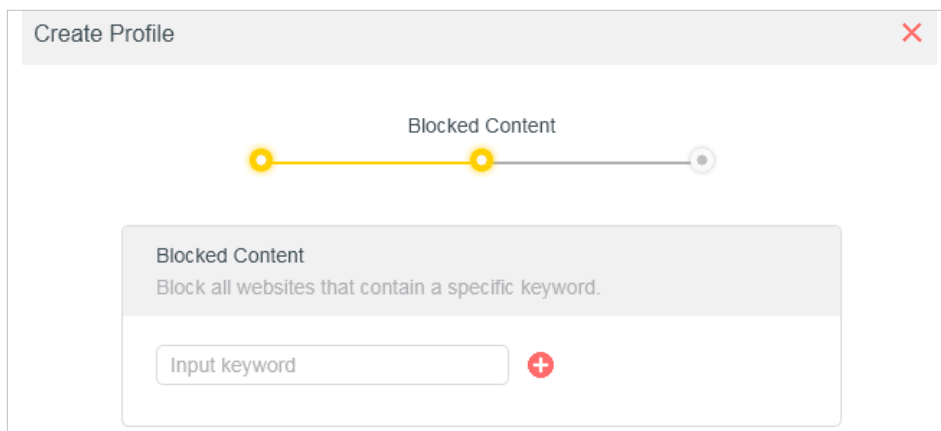 Create Profile
Blocked Content
Blocked Content
Block all websites that contain a specific keyword.
Input keyword